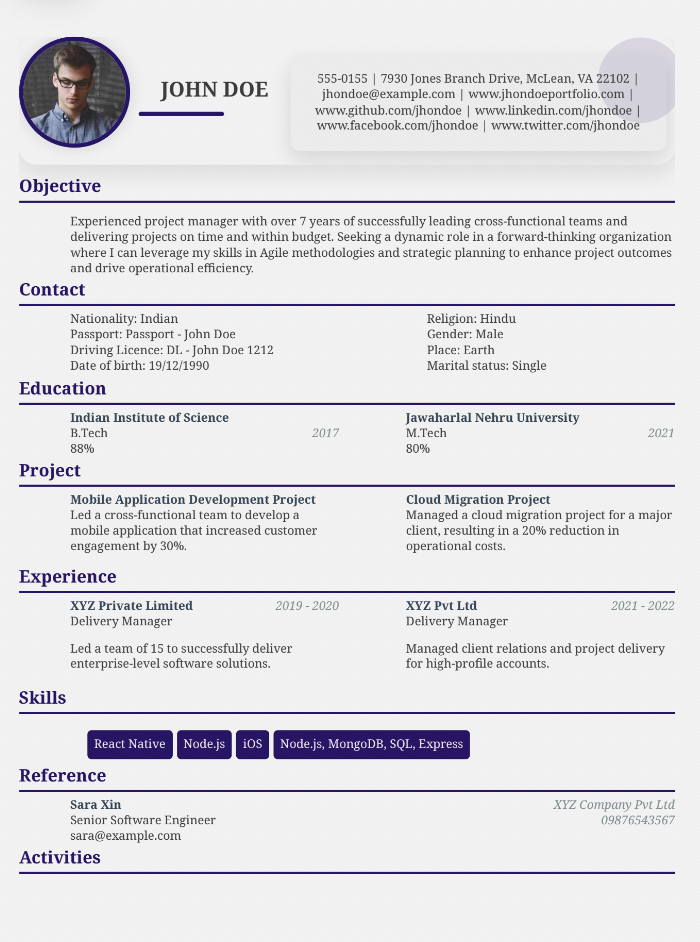 JOHN DOE
555-0155 | 7930 Jones Branch Drive, McLean, VA 22102 |
jhondoe@example.com | www.jhondoeportfolio.com |
www.github.com/jhondoe | www.linkedin.com/jhondoe |
www.facebook.com/jhondoe | www.twitter.com/jhondoe
Objective
Experienced project manager with over 7 years of successfully leading cross-functional teams and
delivering projects on time and within budget. Seeking a dynamic role in a forward-thinking organization
where I can leverage my skills in Agile methodologies and strategic planning to enhance project outcomes
and drive operational efficiency.
Contact
Nationality: Indian
Passport: Passport - John Doe
Driving Licence: DL - John Doe 1212
Date of birth: 19/12/1990
Religion: Hindu
Gender: Male
Place: Earth
Marital status: Single
Education
Indian Institute of Science
B.Tech 2017
88%
Jawaharlal Nehru University
M.Tech 2021
80%
Project
Mobile Application Development Project
Led a cross-functional team to develop a
mobile application that increased customer
engagement by 30%.
Cloud Migration Project
Managed a cloud migration project for a major
client, resulting in a 20% reduction in
operational costs.
Experience
XYZ Private Limited 2019 - 2020
Delivery Manager
Led a team of 15 to successfully deliver
enterprise-level software solutions.
XYZ Pvt Ltd 2021 - 2022
Delivery Manager
Managed client relations and project delivery
for high-profile accounts.
Skills
React Native Node.js iOS Node.js, MongoDB, SQL, Express
Reference
Sara Xin XYZ Company Pvt Ltd
Senior Software Engineer 09876543567
sara@example.com
Activities